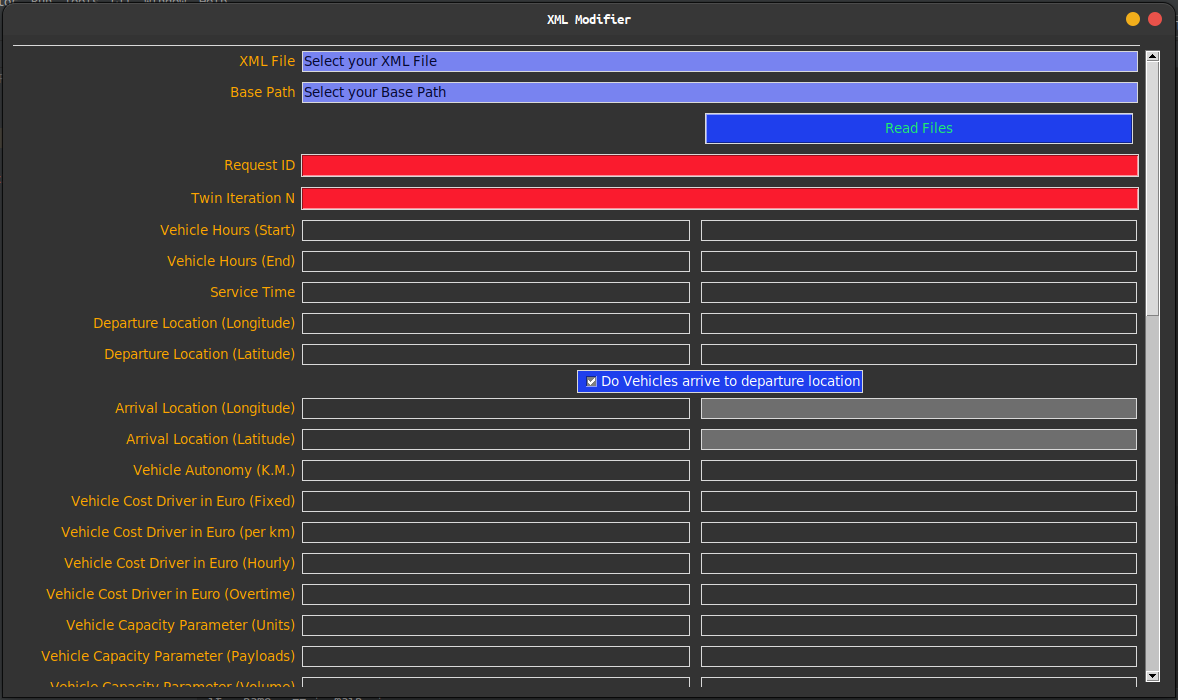 XML Modifier
XML File Select your XML File
Base Path Select your Base Path
Read Files
Request ID
Twin Iteration N
Vehicle Hours (Start)
Vehicle Hours (End)
Service Time
Departure Location (Longitude)
Departure Location (Latitude)
Do Vehicles arrive to departure location
Arrival Location (Longitude)
Arrival Location (Latitude)
Vehicle Autonomy (K.M.)
Vehicle Cost Driver in Euro (Fixed)
Vehicle Cost Driver in Euro (per km)
Vehicle Cost Driver in Euro (Hourly)
Vehicle Cost Driver in Euro (Overtime)
Vehicle Capacity Parameter (Units)
Vehicle Capacity Parameter (Payloads)
Vehicle Capacity Parameter (Volume)